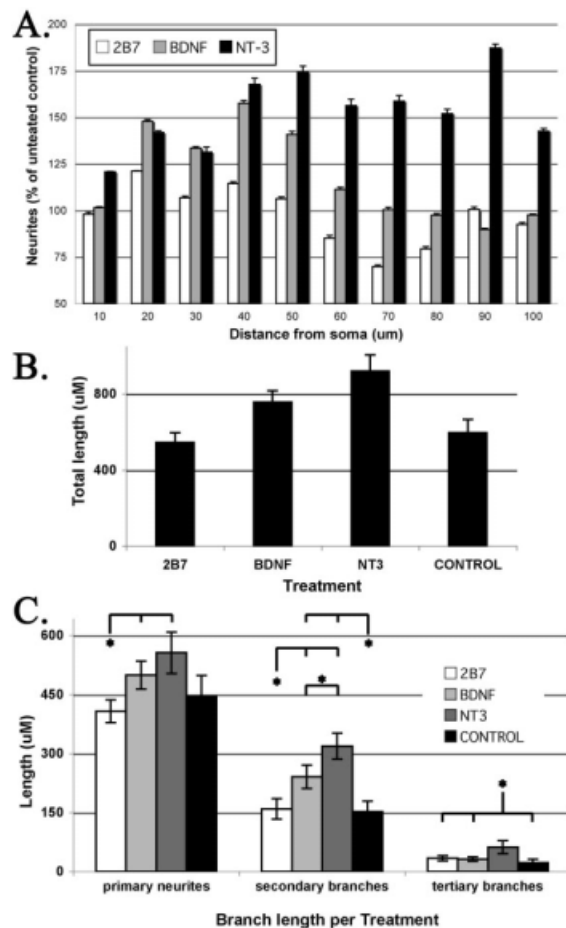 A.
2B7 BDNF NT-3
Neurites (% of unteated control)
200
175
150
125
100
75
50
10 20 30 40 50 60 70 80 90 100
Distance from soma (um)
B.
Total length (uM)
800
400
0
2B7 BDNF NT3 CONTROL
Treatment
C.
Length (uM)
600
450
300
150
0
* * * * *
2B7
BDNF
NT3
CONTROL
primary neurites secondary branches tertiary branches
Branch length per Treatment